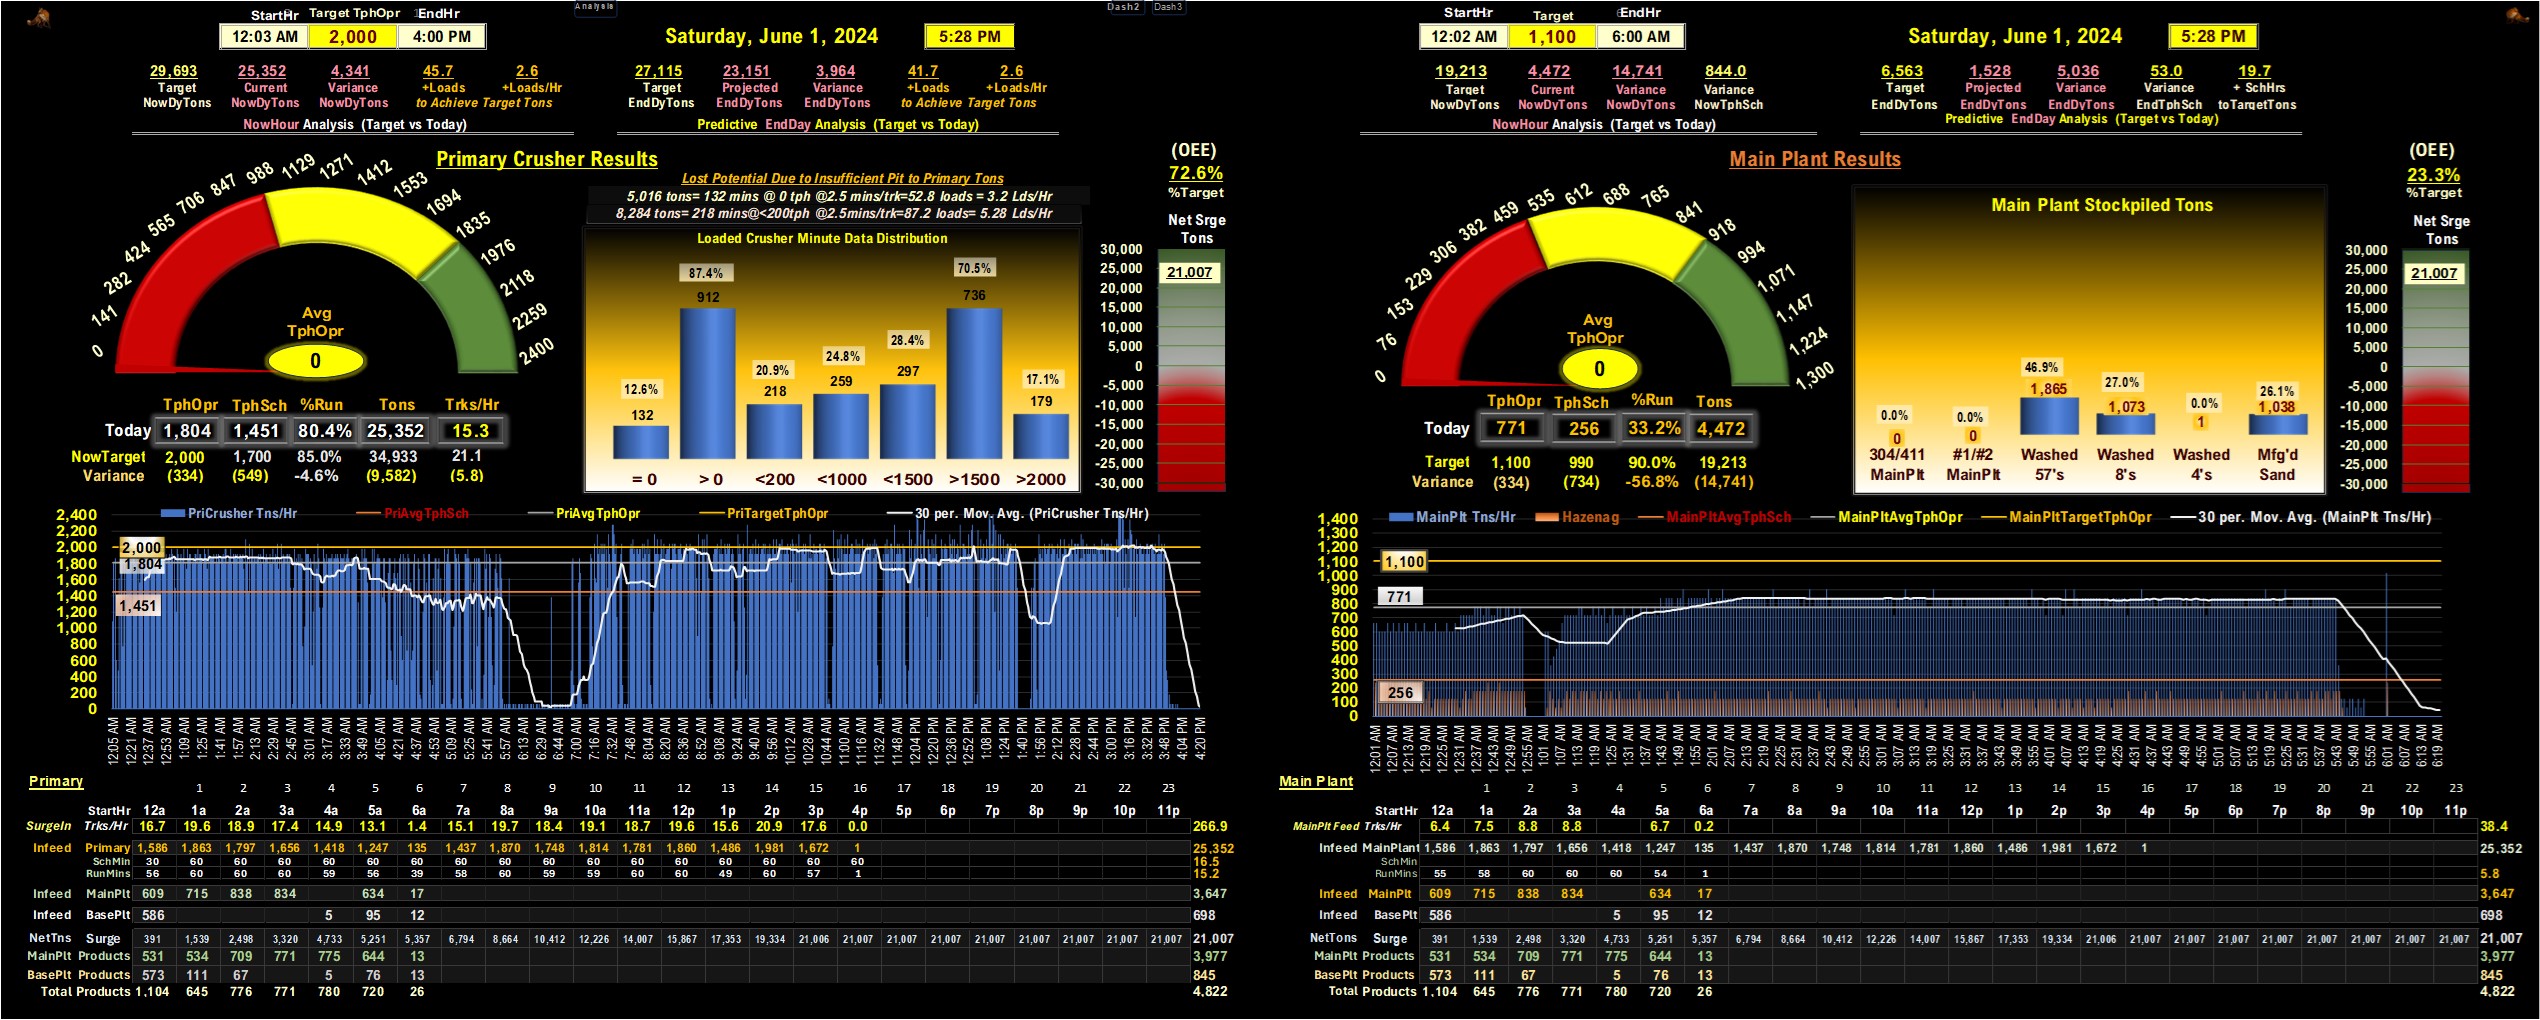 Analysis Dash2 Dash3
StartHr Target TphOpr EndHr
12:03 AM 2,000 4:00 PM
Saturday, June 1, 2024 5:28 PM
29,693 25,352 4,341 45.7 2.6
Target Current Variance +Loads +Loads/Hr
NowDyTons NowDyTons NowDyTons to Achieve Target Tons
NowHour Analysis (Target vs Today)
27,115 23,151 3,964 41.7 2.6
Target Projected Variance +Loads +Loads/Hr
EndDyTons EndDyTons EndDyTons to Achieve Target Tons
Predictive EndDay Analysis (Target vs Today)
Primary Crusher Results
(OEE)
72.6%
%Target
Lost Potential Due to Insufficient Pit to Primary Tons
5,016 tons= 132 mins @ 0 tph @2.5 mins/trk=52.8 loads = 3.2 Lds/Hr
8,284 tons= 218 mins@<200tph @2.5mins/trk=87.2 loads= 5.28 Lds/Hr
0 141 282 424 565 706 847 988 1129 1271 1412 1553 1694 1835 1976 2118 2259 2400
Avg
TphOpr
0
Loaded Crusher Minute Data Distribution
12.6% 87.4% 20.9% 24.8% 28.4% 70.5% 17.1%
132 912 218 259 297 736 179
= 0 > 0 <200 <1000 <1500 >1500 >2000
Net Srge
Tons
30,000
25,000
21,007
20,000
15,000
10,000
5,000
0
-5,000
-10,000
-15,000
-20,000
-25,000
-30,000
TphOpr TphSch %Run Tons Trks/Hr
Today 1,804 1,451 80.4% 25,352 15.3
NowTarget 2,000 1,700 85.0% 34,933 21.1
Variance (334) (549) -4.6% (9,582) (5.8)
PriCrusher Tns/Hr PriAvgTphSch PriAvgTphOpr PriTargetTphOpr 30 per. Mov. Avg. (PriCrusher Tns/Hr)
2,400
2,200
2,000
1,800
1,600
1,400
1,200
1,000
800
600
400
200
0
2,000
1,804
1,451
12:05 AM 12:21 AM 12:37 AM 12:53 AM 1:09 AM 1:25 AM 1:41 AM 1:57 AM 2:13 AM 2:29 AM 2:45 AM 3:01 AM 3:17 AM 3:33 AM 3:49 AM 4:05 AM 4:21 AM 4:37 AM 4:53 AM 5:09 AM 5:25 AM 5:41 AM 5:57 AM 6:13 AM 6:29 AM 6:44 AM 7:00 AM 7:16 AM 7:32 AM 7:48 AM 8:04 AM 8:20 AM 8:36 AM 8:52 AM 9:08 AM 9:24 AM 9:40 AM 9:56 AM 10:12 AM 10:28 AM 10:44 AM 11:00 AM 11:16 AM 11:32 AM 11:48 AM 12:04 PM 12:20 PM 12:36 PM 12:52 PM 1:08 PM 1:24 PM 1:40 PM 1:56 PM 2:12 PM 2:28 PM 2:44 PM 3:00 PM 3:16 PM 3:32 PM 3:48 PM 4:04 PM 4:20 PM
Primary 1 2 3 4 5 6 7 8 9 10 11 12 13 14 15 16 17 18 19 20 21 22 23
StartHr 12a 1a 2a 3a 4a 5a 6a 7a 8a 9a 10a 11a 12p 1p 2p 3p 4p 5p 6p 7p 8p 9p 10p 11p
SurgeIn Trks/Hr 16.7 19.6 18.9 17.4 14.9 13.1 1.4 15.1 19.7 18.4 19.1 18.7 19.6 15.6 20.9 17.6 0.0 266.9
Infeed Primary 1,586 1,863 1,797 1,656 1,418 1,247 135 1,437 1,870 1,748 1,814 1,781 1,860 1,486 1,981 1,672 1 25,352
SchMin 30 60 60 60 60 60 60 60 60 60 60 60 60 60 60 60 60 16.5
RunMins 56 60 60 60 59 56 39 58 60 59 59 60 60 49 60 57 1 15.2
Infeed MainPlt 609 715 838 834 634 17 3,647
Infeed BasePlt 586 5 95 12 698
NetTns Surge 391 1,539 2,498 3,320 4,733 5,251 5,357 6,794 8,664 10,412 12,226 14,007 15,867 17,353 19,334 21,006 21,007 21,007 21,007 21,007 21,007 21,007 21,007 21,007 21,007
MainPlt Products 531 534 709 771 775 644 13 3,977
BasePlt Products 573 111 67 5 76 13 845
Total Products 1,104 645 776 771 780 720 26 4,822
StartHr Target EndHr
12:02 AM 1,100 6:00 AM
Saturday, June 1, 2024 5:28 PM
19,213 4,472 14,741 844.0
Target Current Variance Variance
NowDyTons NowDyTons NowDyTons NowTphSch
NowHour Analysis (Target vs Today)
6,563 1,528 5,036 53.0 19.7
Target Projected Variance Variance + SchHrs
EndDyTons EndDyTons EndDyTons EndTphSch toTargetTons
Predictive EndDay Analysis (Target vs Today)
Main Plant Results
(OEE)
23.3%
%Target
0 76 153 229 306 382 459 535 612 688 765 841 918 994 1,071 1,147 1,224 1,300
Avg
TphOpr
0
Main Plant Stockpiled Tons
0.0% 0.0% 46.9% 27.0% 0.0% 26.1%
0 0 1,865 1,073 1 1,038
304/411 #1/#2 Washed Washed Washed Mfg'd
MainPlt MainPlt 57's 8's 4's Sand
Net Srge
Tons
30,000
25,000
21,007
20,000
15,000
10,000
5,000
0
-5,000
-10,000
-15,000
-20,000
-25,000
-30,000
TphOpr TphSch %Run Tons
Today 771 256 33.2% 4,472
Target 1,100 990 90.0% 19,213
Variance (334) (734) -56.8% (14,741)
MainPlt Tns/Hr Hazenag MainPltAvgTphSch MainPltAvgTphOpr MainPltTargetTphOpr 30 per. Mov. Avg. (MainPlt Tns/Hr)
1,400
1,300
1,200
1,100
1,000
900
800
771
700
600
500
400
300
256
200
100
0
12:01 AM 12:07 AM 12:13 AM 12:25 AM 12:31 AM 12:37 AM 12:43 AM 12:49 AM 12:55 AM 1:01 AM 1:07 AM 1:13 AM 1:19 AM 1:25 AM 1:31 AM 1:37 AM 1:43 AM 1:49 AM 1:55 AM 2:01 AM 2:07 AM 2:13 AM 2:19 AM 2:25 AM 2:31 AM 2:37 AM 2:43 AM 2:49 AM 2:55 AM 3:01 AM 3:07 AM 3:13 AM 3:19 AM 3:25 AM 3:31 AM 3:37 AM 3:43 AM 3:49 AM 3:55 AM 4:01 AM 4:07 AM 4:13 AM 4:19 AM 4:25 AM 4:31 AM 4:37 AM 4:43 AM 4:49 AM 4:55 AM 5:01 AM 5:07 AM 5:13 AM 5:19 AM 5:25 AM 5:31 AM 5:37 AM 5:43 AM 5:49 AM 5:55 AM 6:01 AM 6:07 AM 6:13 AM 6:19 AM
Main Plant 1 2 3 4 5 6 7 8 9 10 11 12 13 14 15 16 17 18 19 20 21 22 23
StartHr 12a 1a 2a 3a 4a 5a 6a 7a 8a 9a 10a 11a 12p 1p 2p 3p 4p 5p 6p 7p 8p 9p 10p 11p
MainPlt Feed Trks/Hr 6.4 7.5 8.8 8.8 6.7 0.2 38.4
Infeed MainPlant 1,586 1,863 1,797 1,656 1,418 1,247 135 1,437 1,870 1,748 1,814 1,781 1,860 1,486 1,981 1,672 1 25,352
SchMin
RunMins 55 58 60 60 60 54 1 5.8
Infeed MainPlt 609 715 838 834 634 17 3,647
Infeed BasePlt 586 5 95 12 698
NetTons Surge 391 1,539 2,498 3,320 4,733 5,251 5,357 6,794 8,664 10,412 12,226 14,007 15,867 17,353 19,334 21,006 21,007 21,007 21,007 21,007 21,007 21,007 21,007 21,007 21,007
MainPlt Products 531 534 709 771 775 644 13 3,977
BasePlt Products 573 111 67 5 76 13 845
Total Products 1,104 645 776 771 780 720 26 4,822